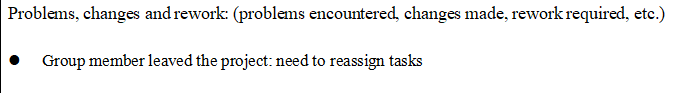 Problems, changes and rework: (problems encountered, changes made, rework required, etc.)
● Group member leaved the project: need to reassign tasks